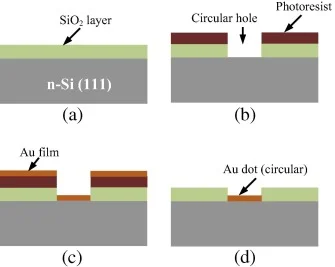 SiO₂ layer
n-Si (111)
(a)
Photoresist
Circular hole
(b)
Au film
(c)
Au dot (circular)
(d)